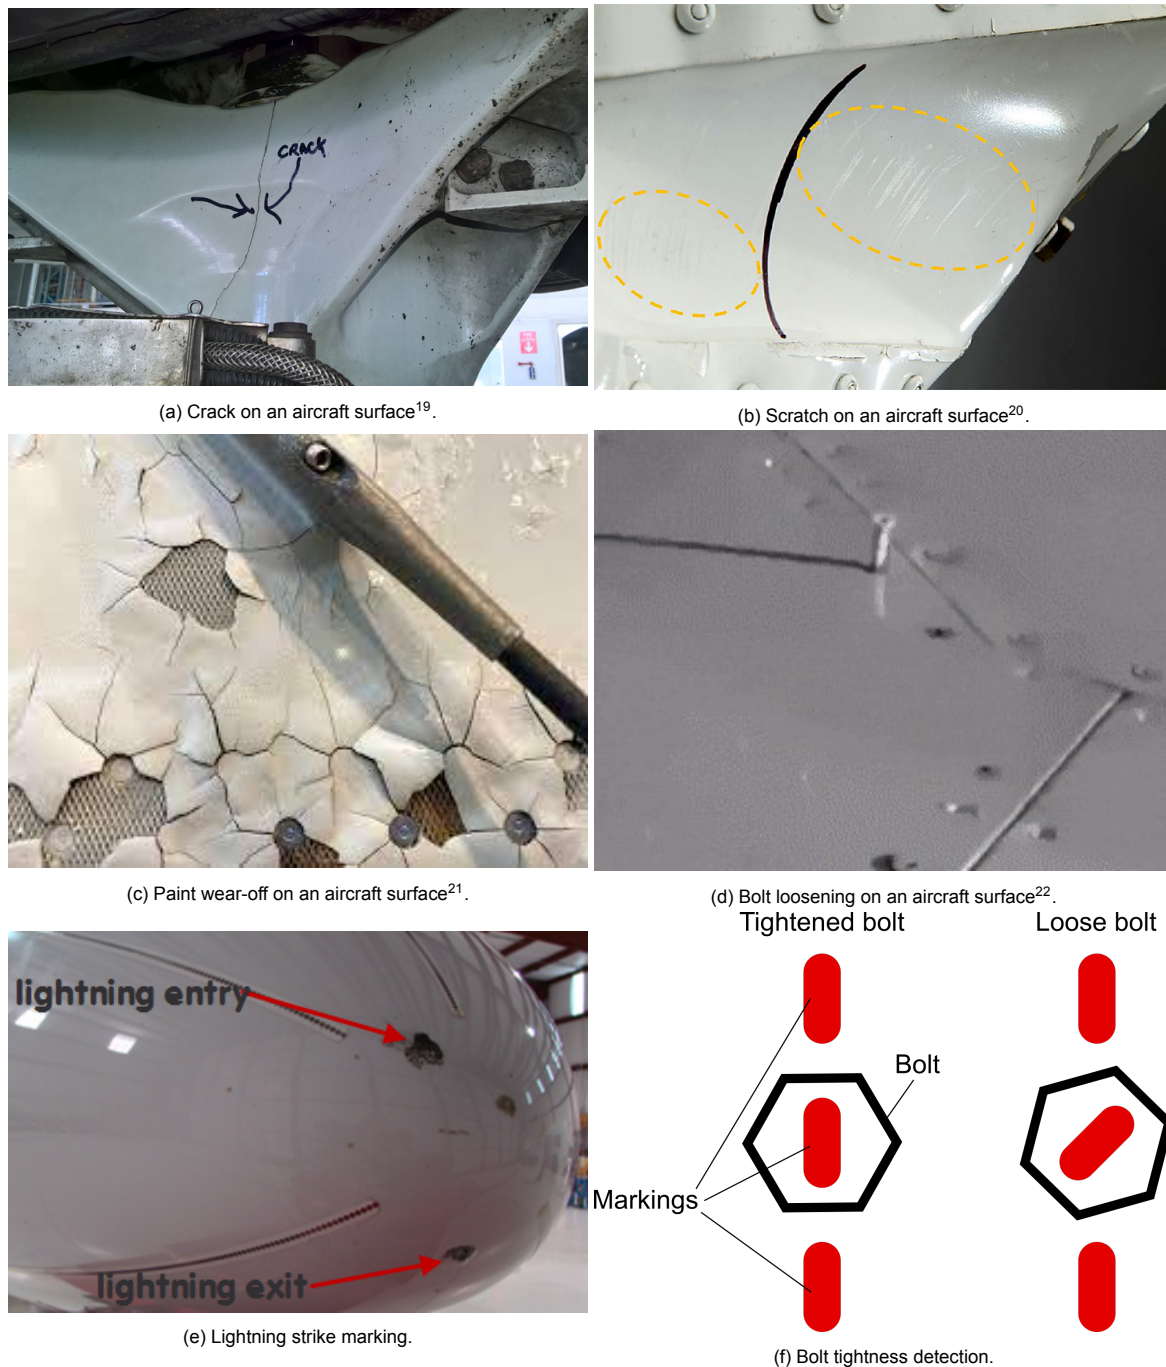 CRACK
(a) Crack on an aircraft surface19.
(b) Scratch on an aircraft surface20.
(c) Paint wear-off on an aircraft surface21.
(d) Bolt loosening on an aircraft surface22.
lightning entry
lightning exit
(e) Lightning strike marking.
Tightened bolt
Loose bolt
Bolt
Markings
(f) Bolt tightness detection.